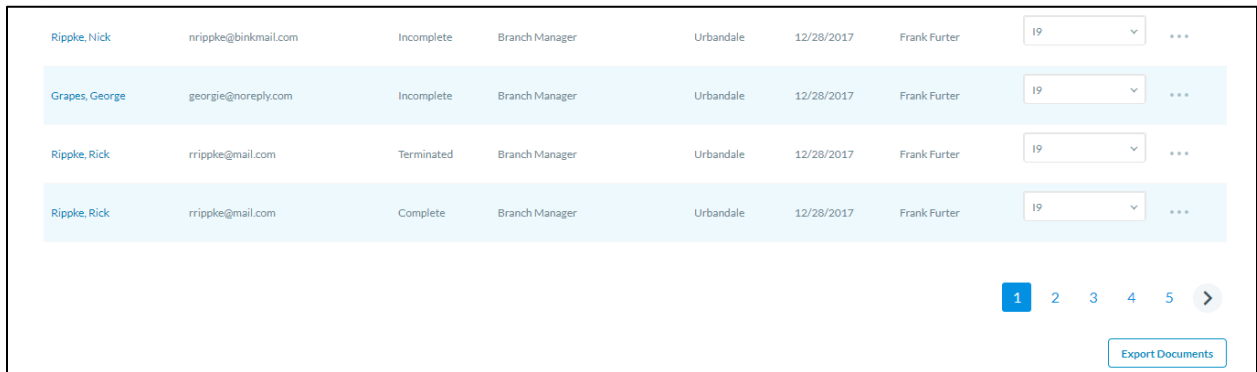 Rippke, Nick nrippke@binkmail.com Incomplete Branch Manager Urbandale 12/28/2017 Frank Furter I9
Grapes, George georgie@noreply.com Incomplete Branch Manager Urbandale 12/28/2017 Frank Furter I9
Rippke, Rick rrippke@mail.com Terminated Branch Manager Urbandale 12/28/2017 Frank Furter I9
Rippke, Rick rrippke@mail.com Complete Branch Manager Urbandale 12/28/2017 Frank Furter I9
1 2 3 4 5
Export Documents